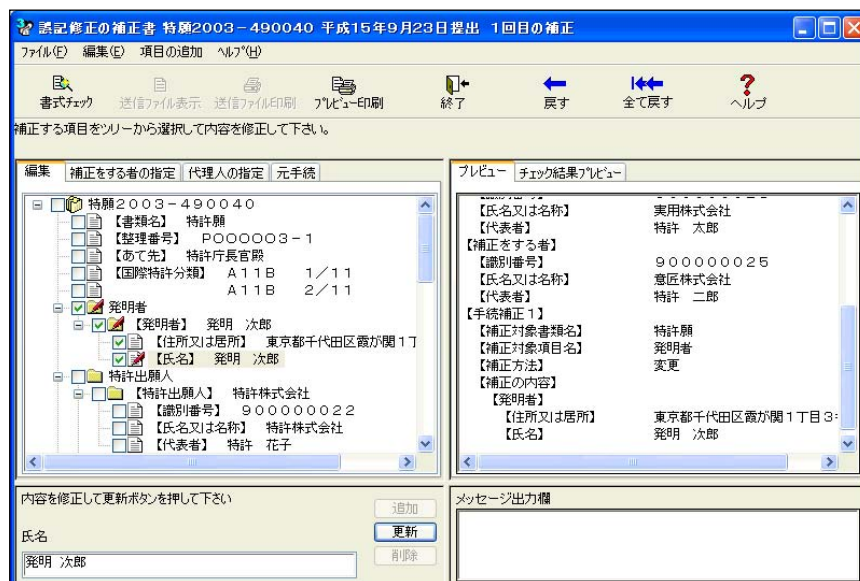 誤記修正の補正書 特願2003-490040 平成15年9月23日提出 1回目の補正
ファイル(F) 編集(E) 項目の追加 ヘルプ(H)
書式チェック 送信ファイル表示 送信ファイル印刷 プレビュー印刷 終了 戻す 全て戻す ヘルプ
補正する項目をツリーから選択して内容を修正して下さい。
編集 補正をする者の指定 代理人の指定 元手続
特願2003-490040
【書類名】 特許願
【整理番号】 P000003-1
【あて先】 特許庁長官殿
【国際特許分類】 A11B 1/11
A11B 2/11
発明者
【発明者】 発明 次郎
【住所又は居所】 東京都千代田区霞が関1丁
【氏名】 発明 次郎
特許出願人
【特許出願人】 特許株式会社
【識別番号】 900000022
【氏名又は名称】 特許株式会社
【代表者】 特許 花子
内容を修正して更新ボタンを押して下さい
追加
更新
削除
氏名
発明 次郎
プレビュー チェック結果プレビュー
【氏名又は名称】 実用株式会社
【代表者】 特許 太郎
【補正をする者】
【識別番号】 900000025
【氏名又は名称】 意匠株式会社
【代表者】 特許 二郎
【手続補正1】
【補正対象書類名】 特許願
【補正対象項目名】 発明者
【補正方法】 変更
【補正の内容】
【発明者】
【住所又は居所】 東京都千代田区霞が関1丁目3
【氏名】 発明 次郎
メッセージ出力欄